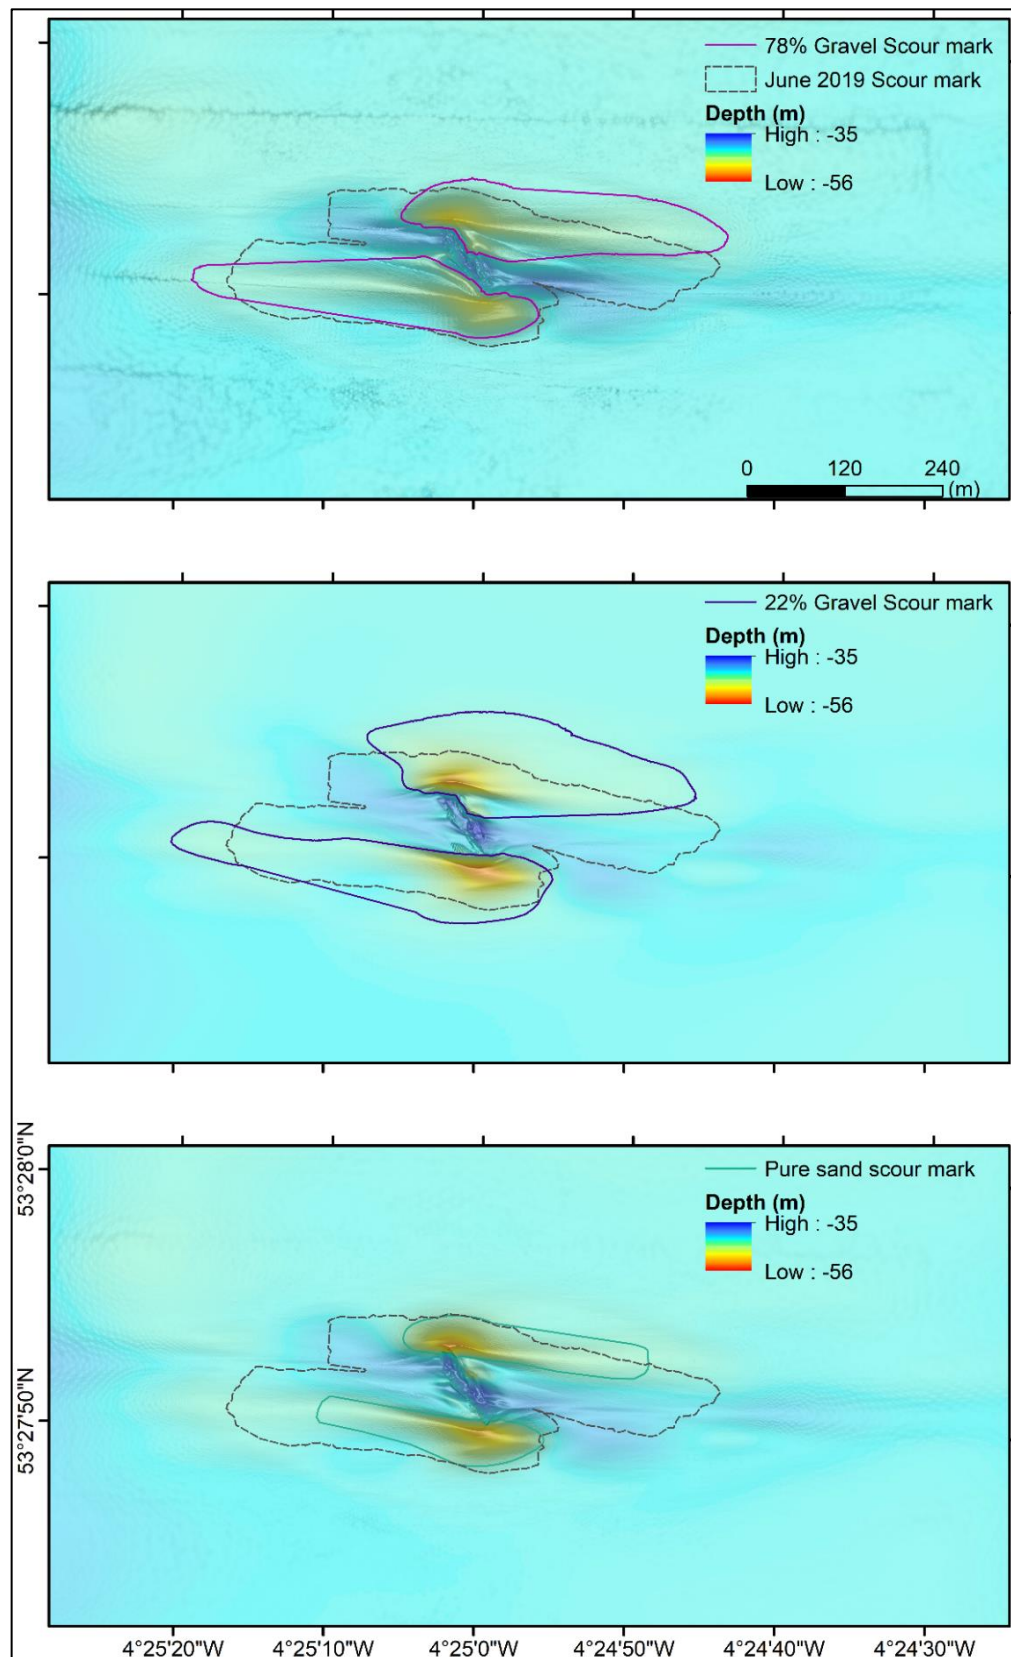 78% Gravel Scour mark
June 2019 Scour mark
Depth (m)
High : -35
Low : -56
0 120 240
(m)
22% Gravel Scour mark
Depth (m)
High : -35
Low : -56
53°28'0"N
Pure sand scour mark
Depth (m)
High : -35
Low : -56
53°27'50"N
4°25'20"W 4°25'10"W 4°25'0"W 4°24'50"W 4°24'40"W 4°24'30"W